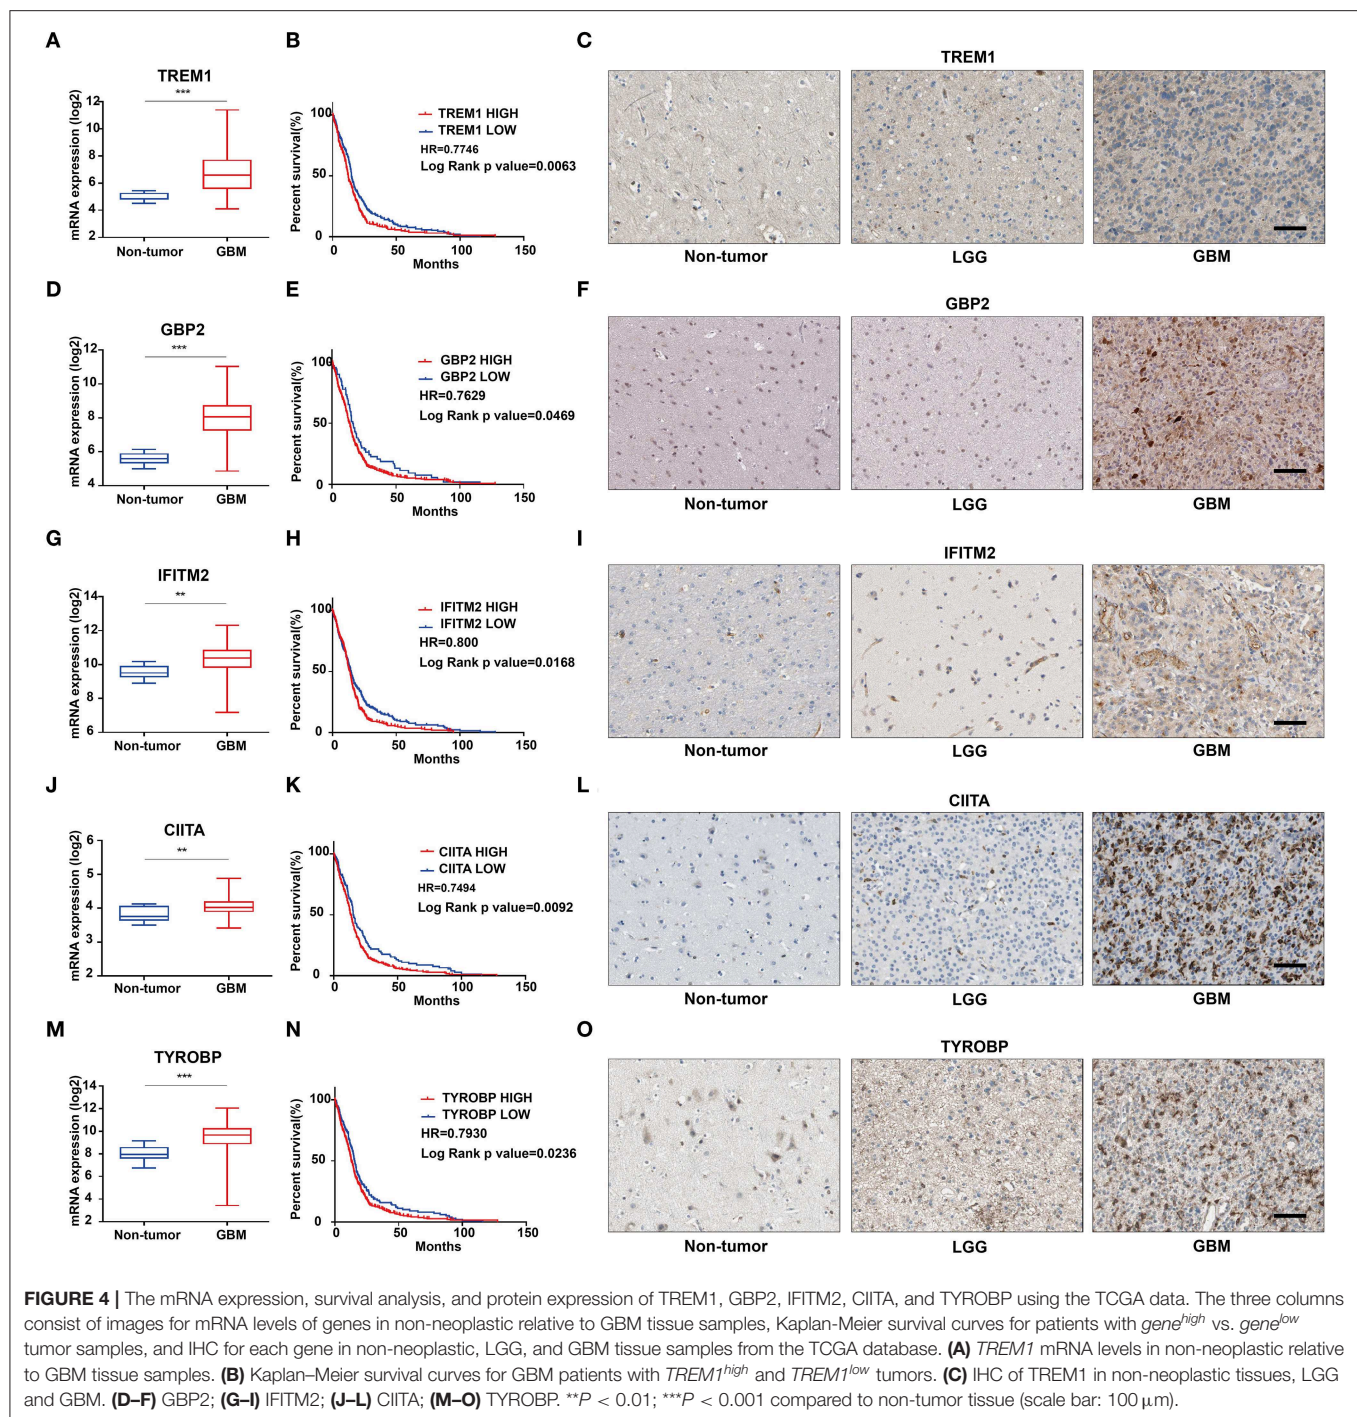 A
B
C
TREM1
***
mRNA expression (log2)
12
10
8
6
4
2
Non-tumor GBM
Percent survival(%)
100
50
0
0 50 100 150
Months
TREM1 HIGH
TREM1 LOW
HR=0.7746
Log Rank p value=0.0063
TREM1
Non-tumor LGG GBM
D
E
F
GBP2
***
mRNA expression (log2)
12
10
8
6
4
Non-tumor GBM
Percent survival(%)
100
50
0
0 50 100 150
Months
GBP2 HIGH
GBP2 LOW
HR=0.7629
Log Rank p value=0.0469
GBP2
Non-tumor LGG GBM
G
H
I
IFITM2
**
mRNA expression (log2)
14
12
10
8
6
Non-tumor GBM
Percent survival(%)
100
50
0
0 50 100 150
Months
IFITM2 HIGH
IFITM2 LOW
HR=0.800
Log Rank p value=0.0168
IFITM2
Non-tumor LGG GBM
J
K
L
CIITA
**
mRNA expression (log2)
6
5
4
3
2
Non-tumor GBM
Percent survival(%)
100
50
0
0 50 100 150
Months
CIITA HIGH
CIITA LOW
HR=0.7494
Log Rank p value=0.0092
CIITA
Non-tumor LGG GBM
M
N
O
TYROBP
***
mRNA expression (log2)
14
12
10
8
6
4
2
Non-tumor GBM
Percent survival(%)
100
50
0
0 50 100 150
Months
TYROBP HIGH
TYROBP LOW
HR=0.7930
Log Rank p value=0.0236
TYROBP
Non-tumor LGG GBM
FIGURE 4 | The mRNA expression, survival analysis, and protein expression of TREM1, GBP2, IFITM2, CIITA, and TYROBP using the TCGA data. The three columns
consist of images for mRNA levels of genes in non-neoplastic relative to GBM tissue samples, Kaplan-Meier survival curves for patients with gene^high vs. gene^low
tumor samples, and IHC for each gene in non-neoplastic, LGG, and GBM tissue samples from the TCGA database. (A) TREM1 mRNA levels in non-neoplastic relative
to GBM tissue samples. (B) Kaplan–Meier survival curves for GBM patients with TREM1^high and TREM1^low tumors. (C) IHC of TREM1 in non-neoplastic tissues, LGG
and GBM. (D–F) GBP2; (G–I) IFITM2; (J–L) CIITA; (M–O) TYROBP. **P < 0.01; ***P < 0.001 compared to non-tumor tissue (scale bar: 100 μm).